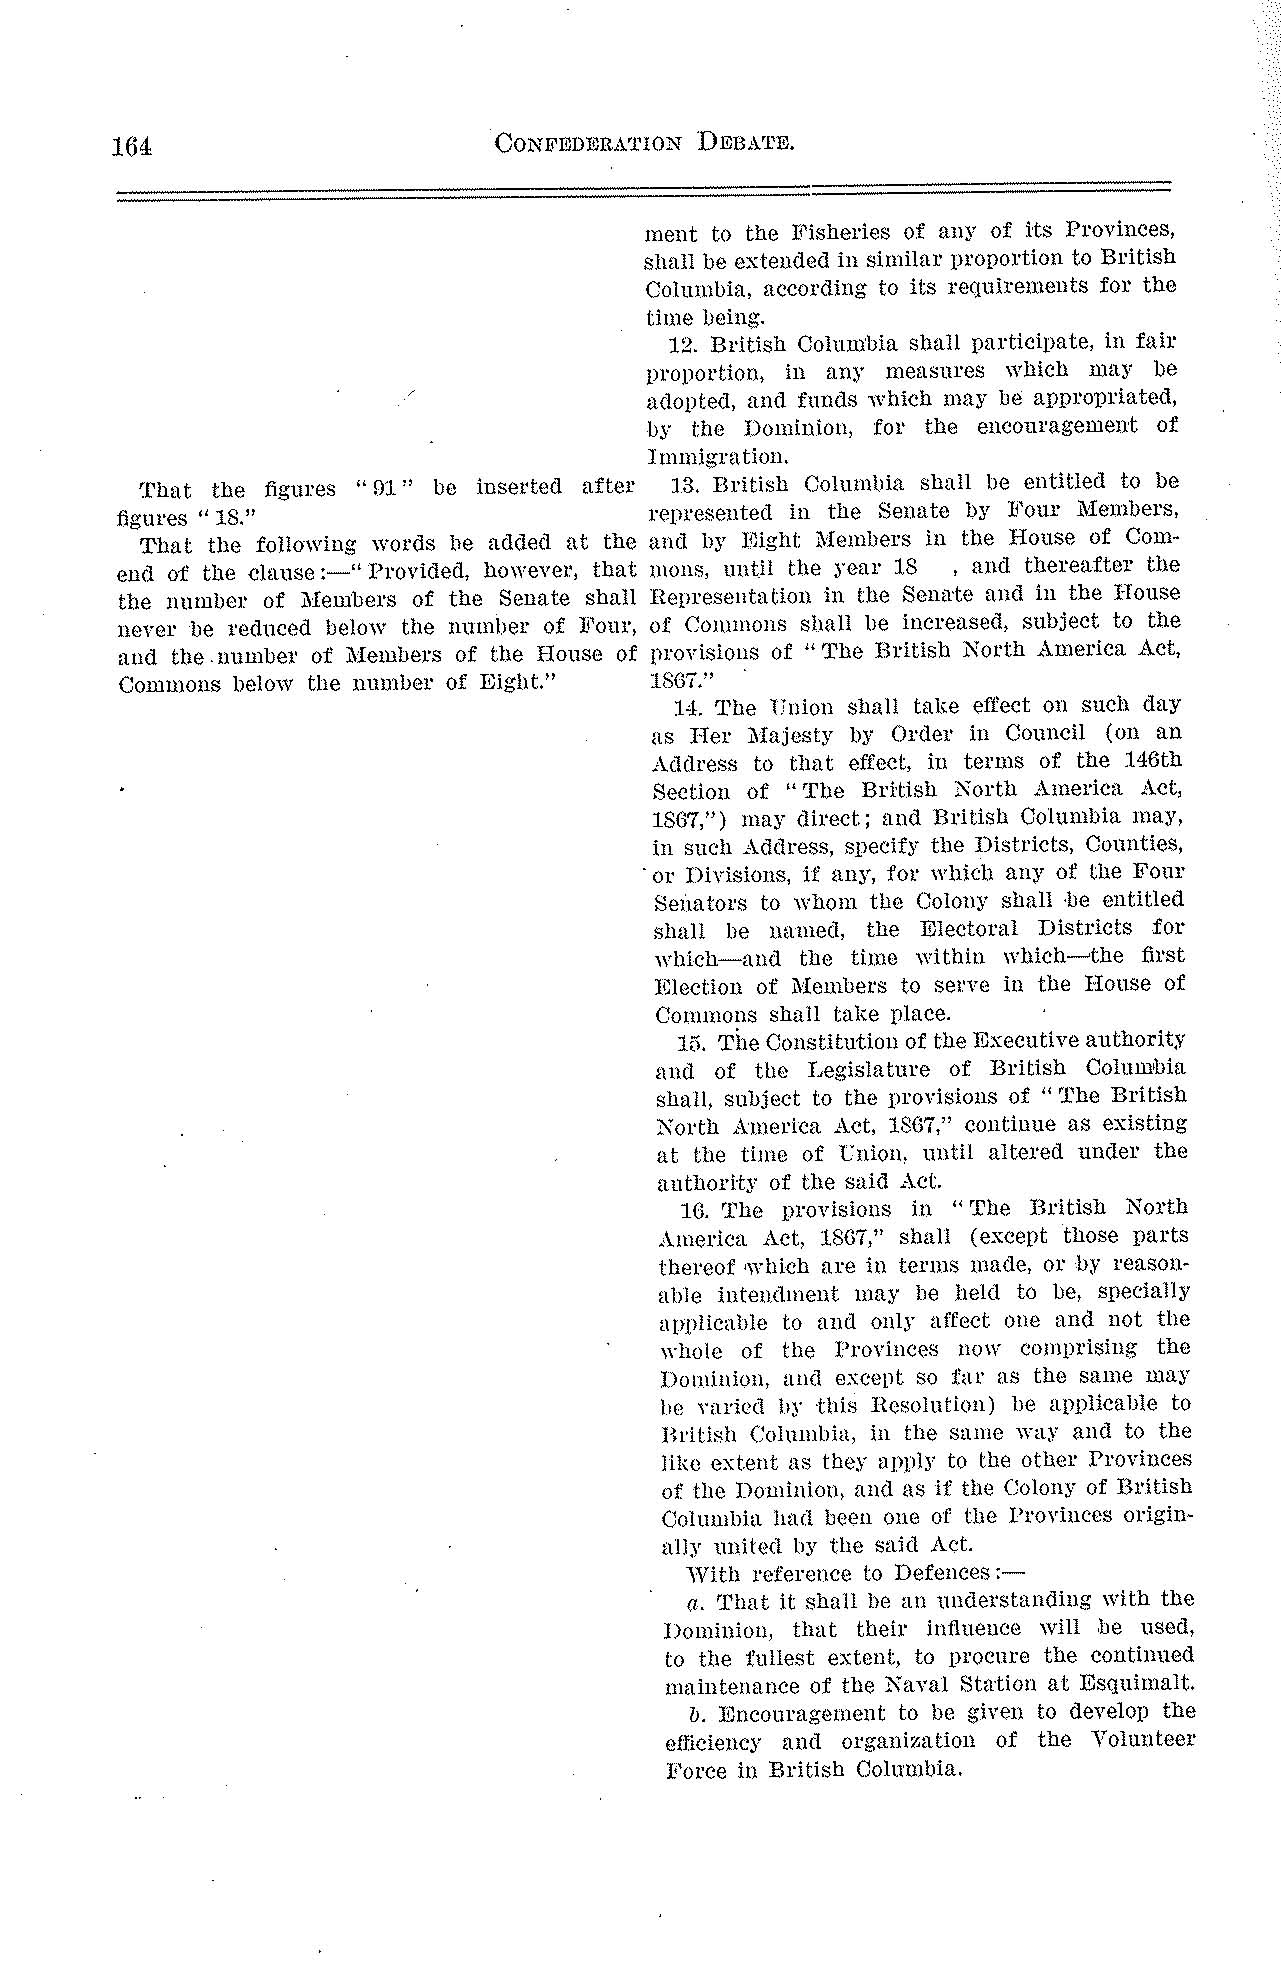 164
CONFEDERATION DEBATE.
ment to the Fisheries of any of its Provinces,
shall be extended in similar proportion to British
Columbia, according to its requirements for the
time being.
12. British Columbia shall participate, in fair
proportion, in any measures which may be
adopted, and funds which may be appropriated,
by the Dominion, for the encouragement of
Immigration.
That the figures "91" be inserted after
figures "18."
That the following words be added at the
end of the clause:—"Provided, however, that
the number of Members of the Senate shall
never be reduced below the number of Four,
and the number of Members of the House of
Commons below the number of Eight."
13. British Columbia shall be entitled to be
represented in the Senate by Four Members,
and by Eight Members in the House of Com-
mons, until the year 18  , and thereafter the
Representation in the Senate and in the House
of Commons shall be increased, subject to the
provisions of "The British North America Act,
1867."
14. The Union shall take effect on such day
as Her Majesty by Order in Council (on an
Address to that effect, in terms of the 146th
Section of "The British North America Act,
1867,") may direct; and British Columbia may,
in such Address, specify the Districts, Counties,
or Divisions, if any, for which any of the Four
Senators to whom the Colony shall be entitled
shall be named, the Electoral Districts for
which—and the time within which—the first
Election of Members to serve in the House of
Commons shall take place.
15. The Constitution of the Executive authority
and of the Legislature of British Columbia
shall, subject to the provisions of "The British
North America Act, 1867," continue as existing
at the time of Union, until altered under the
authority of the said Act.
16. The provisions in "The British North
America Act, 1867," shall (except those parts
thereof which are in terms made, or by reason-
able intendment may be held to be, specially
applicable to and only affect one and not the
whole of the Provinces now comprising the
Dominion, and except so far as the same may
be varied by this Resolution) be applicable to
British Columbia, in the same way and to the
like extent as they apply to the other Provinces
of the Dominion, and as if the Colony of British
Columbia had been one of the Provinces origin-
ally united by the said Act.
With reference to Defences:—
a. That it shall be an understanding with the
Dominion, that their influence will be used,
to the fullest extent, to procure the continued
maintenance of the Naval Station at Esquimalt.
b. Encouragement to be given to develop the
efficiency and organization of the Volunteer
Force in British Columbia.